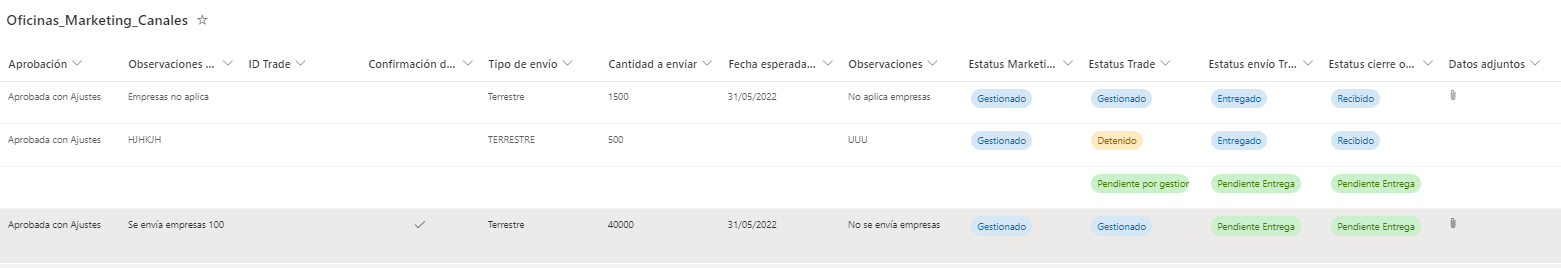 Oficinas_Marketing_Canales
Aprobación Observaciones ... ID Trade Confirmación d... Tipo de envío Cantidad a enviar Fecha esperada... Observaciones Estatus Marketi... Estatus Trade Estatus envío Tr... Estatus cierre o... Datos adjuntos
Aprobada con Ajustes Empresas no aplica Terrestre 1500 31/05/2022 No aplica empresas Gestionado Gestionado Entregado Recibido
Aprobada con Ajustes HJHKJH TERRESTRE 500 UUU Gestionado Detenido Entregado Recibido
Pendiente por gestior Pendiente Entrega Pendiente Entrega
Aprobada con Ajustes Se envía empresas 100 Terrestre 40000 31/05/2022 No se envía empresas Gestionado Gestionado Pendiente Entrega Pendiente Entrega